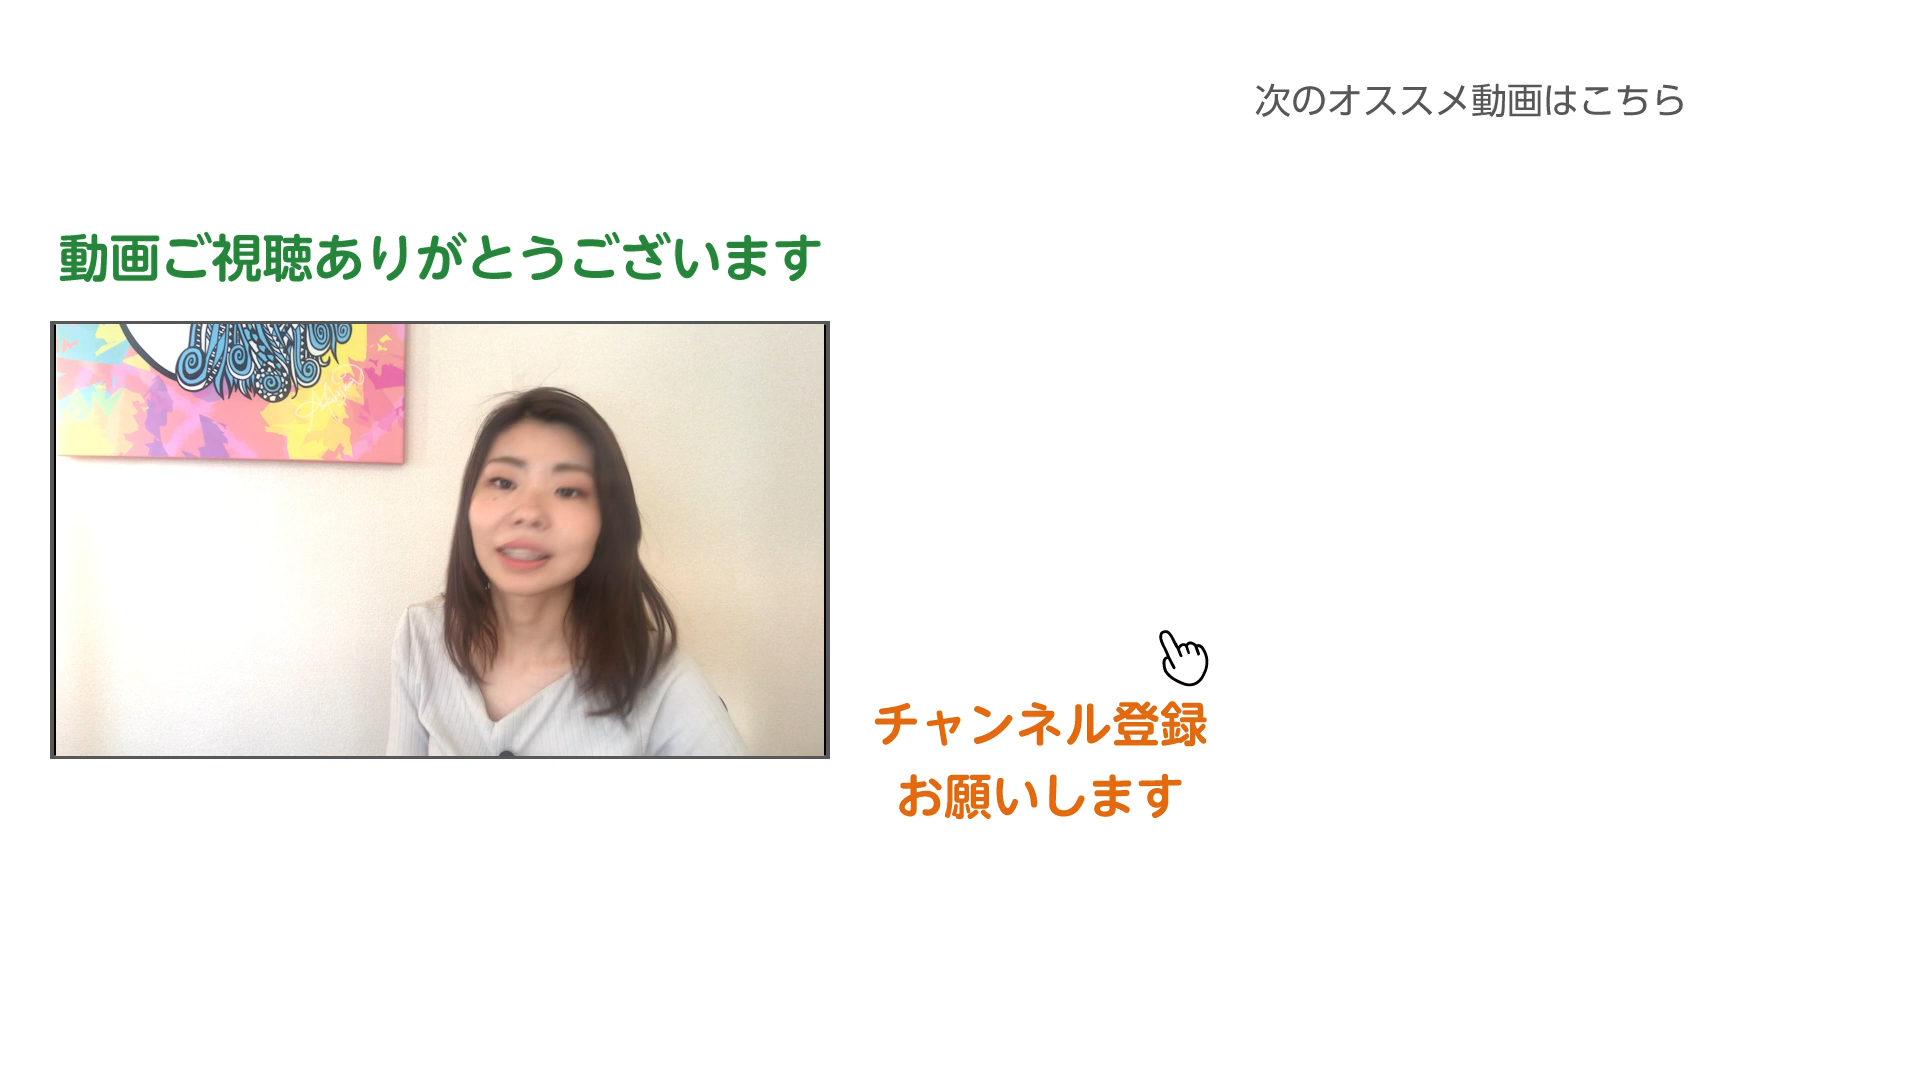 次のオススメ動画はこちら
動画ご視聴ありがとうございます
チャンネル登録
お願いします